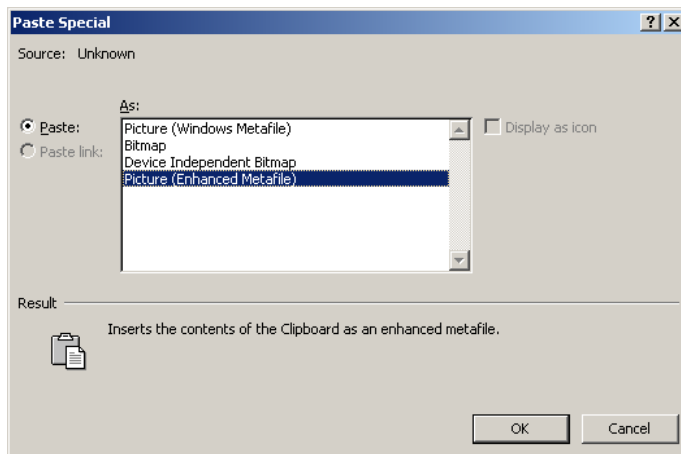 Paste Special
Source: Unknown
As:
Paste:
Paste link:
Picture (Windows Metafile)
Bitmap
Device Independent Bitmap
Picture (Enhanced Metafile)
Display as icon
Result
Inserts the contents of the Clipboard as an enhanced metafile.
OK
Cancel